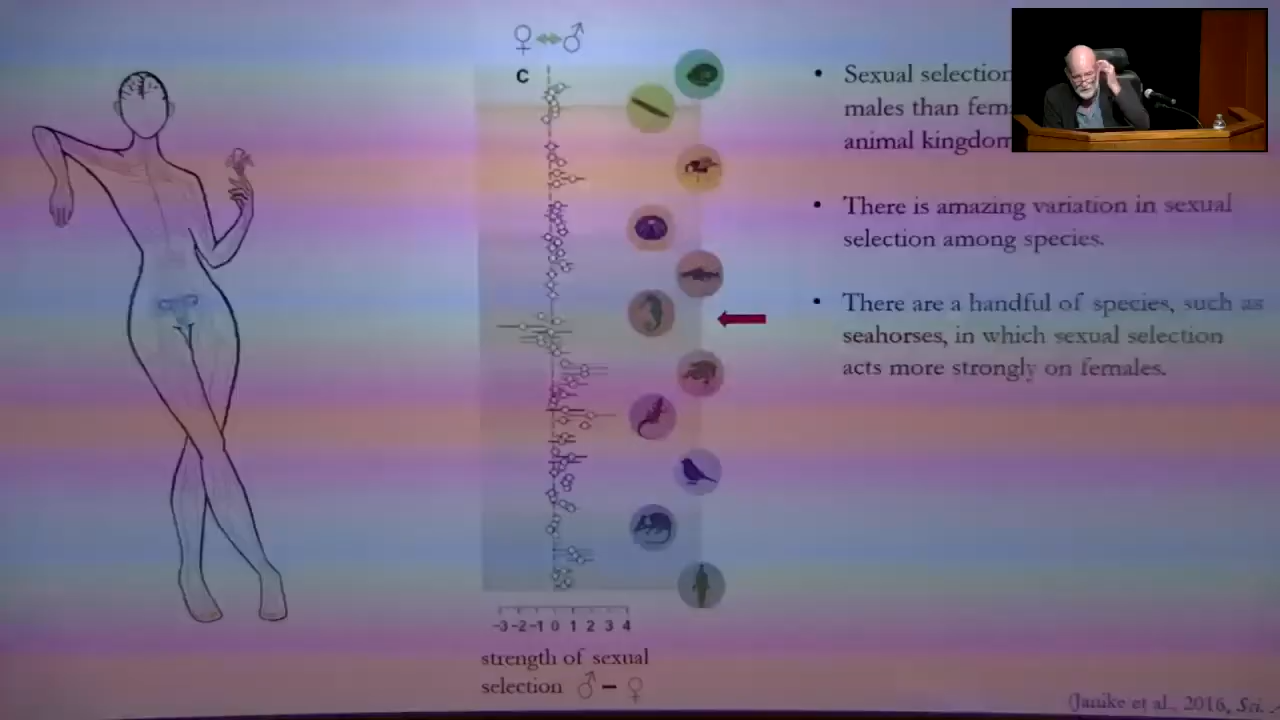 ♀ ⇔ ♂
C
-3 -2 -1 0 1 2 3 4
strength of sexual
selection ♂ – ♀
• Sexual selection
males than
animal kingdom
• There is amazing variation in sexual
selection among species.
• There are a handful of species, such as
seahorses, in which sexual selection
acts more strongly on females.
(Janike et al., 2016, Sci.